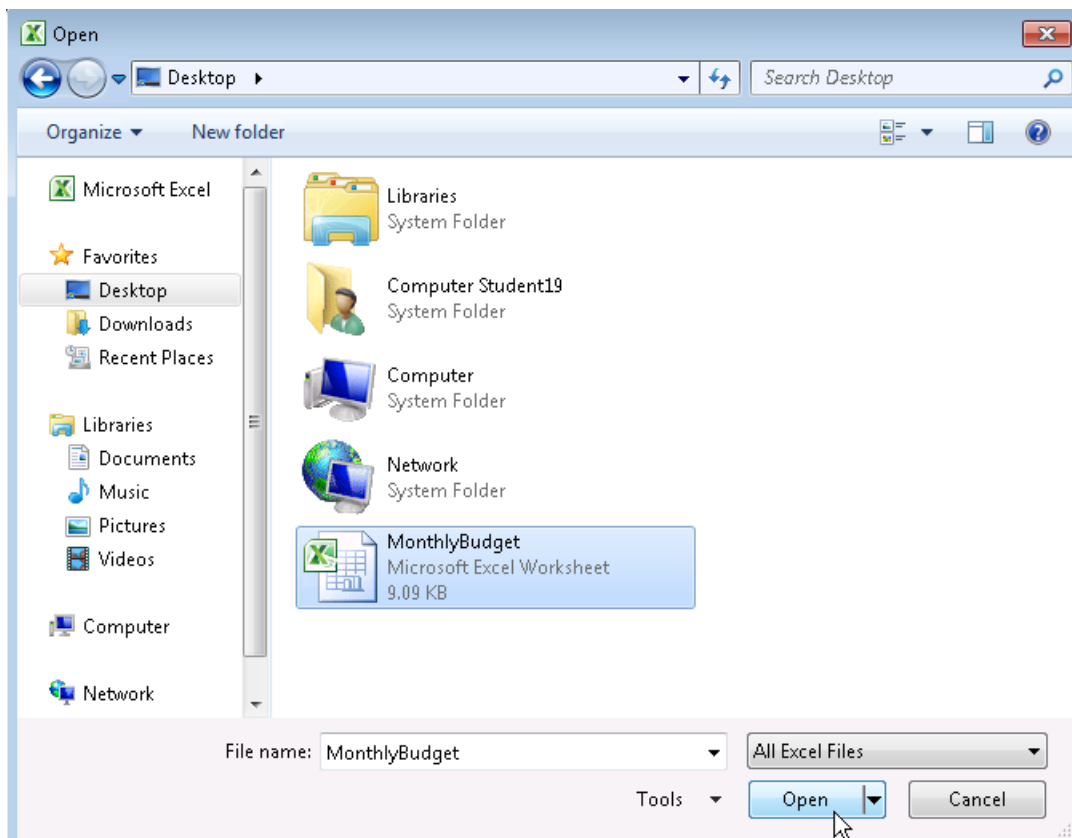 Open
Desktop
Search Desktop
Organize
New folder
Microsoft Excel
Favorites
Desktop
Downloads
Recent Places
Libraries
Documents
Music
Pictures
Videos
Computer
Network
Libraries
System Folder
Computer Student19
System Folder
Computer
System Folder
Network
System Folder
MonthlyBudget
Microsoft Excel Worksheet
9.09 KB
File name: MonthlyBudget
All Excel Files
Tools
Open
Cancel